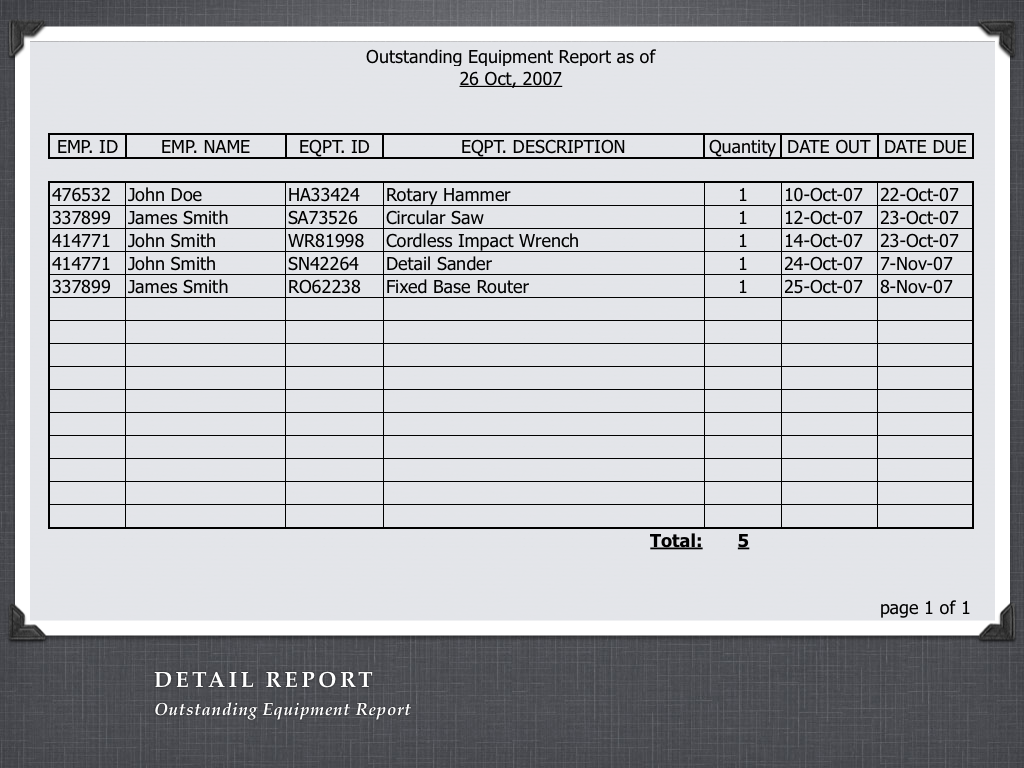 Outstanding Equipment Report as of
26 Oct, 2007
EMP. ID EMP. NAME EQPT. ID EQPT. DESCRIPTION Quantity DATE OUT DATE DUE
476532 John Doe HA33424 Rotary Hammer 1 10-Oct-07 22-Oct-07
337899 James Smith SA73526 Circular Saw 1 12-Oct-07 23-Oct-07
414771 John Smith WR81998 Cordless Impact Wrench 1 14-Oct-07 23-Oct-07
414771 John Smith SN42264 Detail Sander 1 24-Oct-07 7-Nov-07
337899 James Smith RO62238 Fixed Base Router 1 25-Oct-07 8-Nov-07
Total: 5
page 1 of 1
DETAIL REPORT
Outstanding Equipment Report